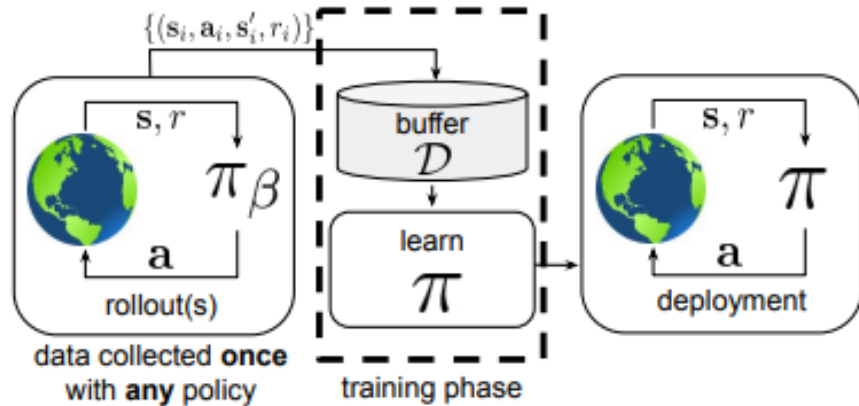 {(s_i, a_i, s'_i, r_i)}
s, r
π_β
a
rollout(s)
data collected once
with any policy
buffer
D
learn
π
training phase
s, r
π
a
deployment